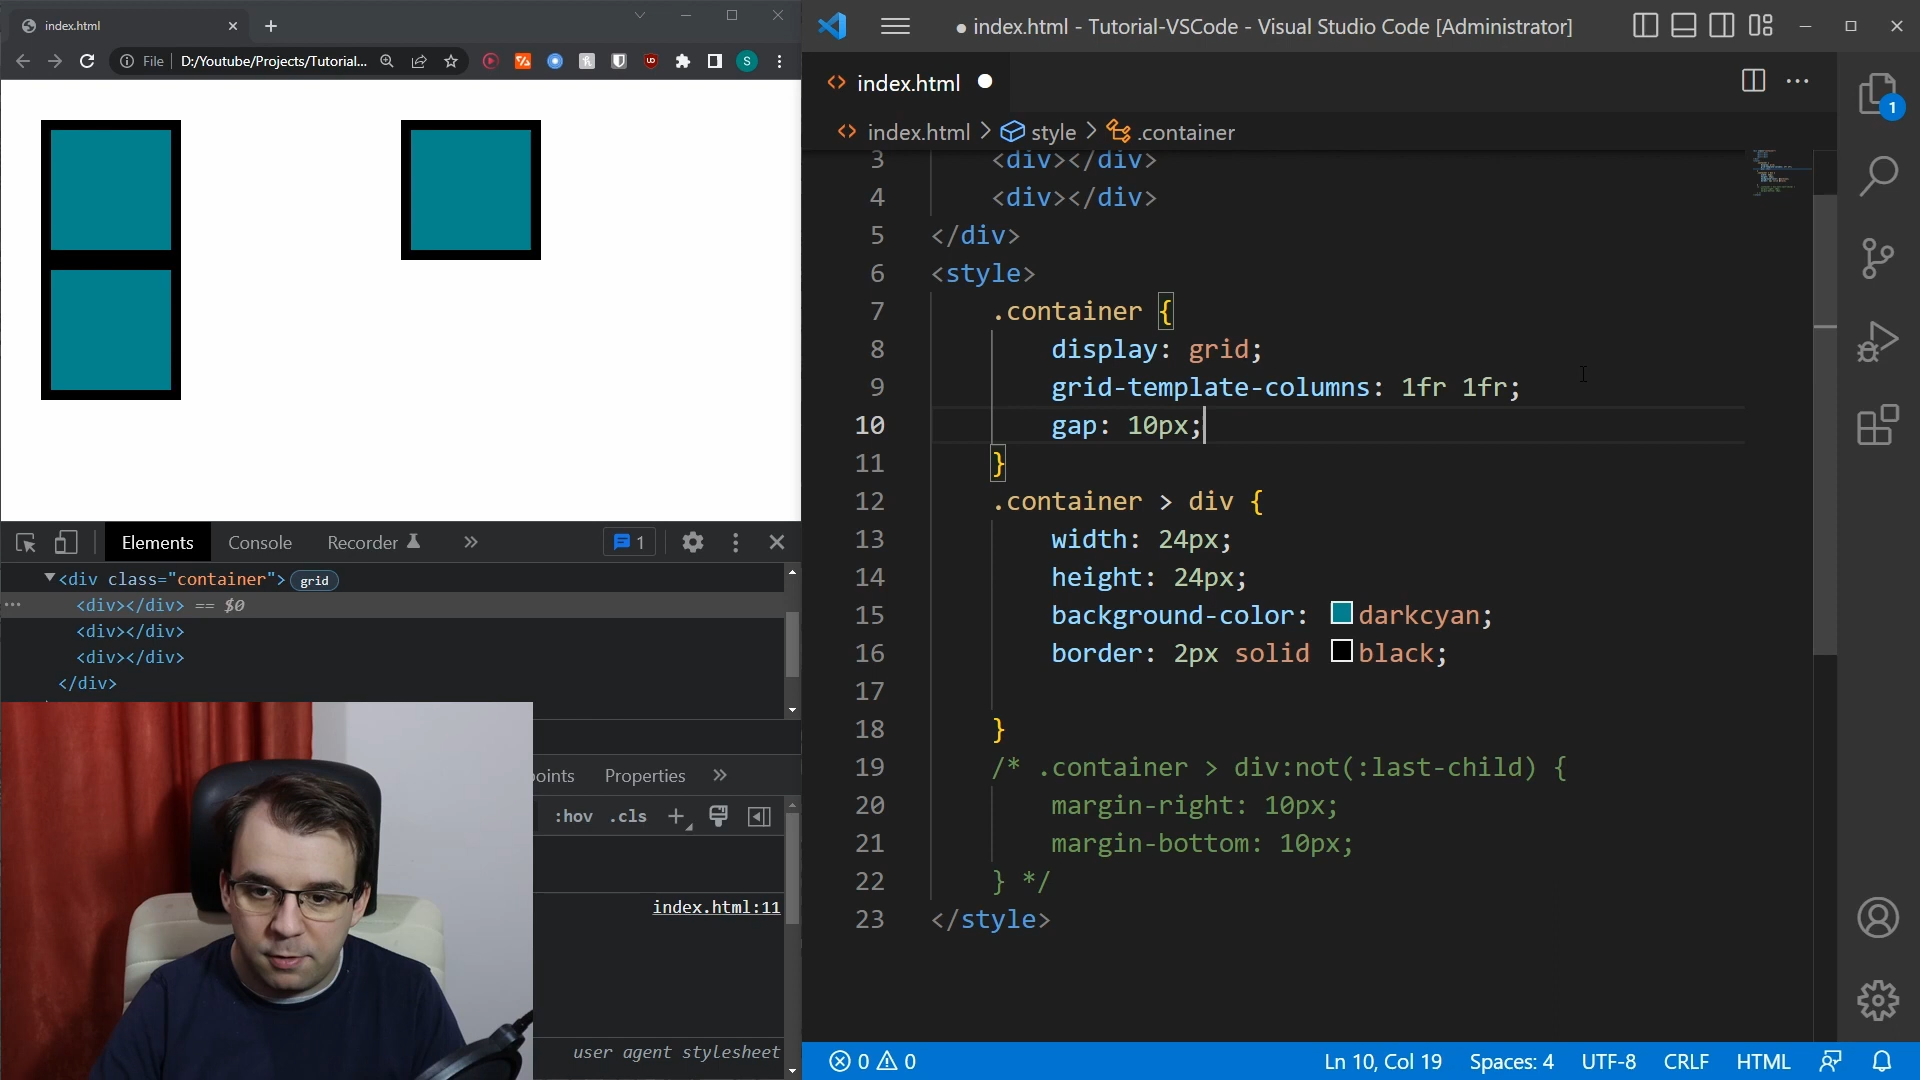 index.html
File D:/Youtube/Projects/Tutorial...
UD
S
Elements Console Recorder 1
<div class="container"> grid
<div></div> == $0
<div></div>
<div></div>
</div>
oints Properties
:hov .cls
index.html:11
user agent stylesheet
● index.html - Tutorial-VSCode - Visual Studio Code [Administrator]
index.html
index.html > style > .container
1
3 <div></div>
4 <div></div>
5 </div>
6 <style>
7 .container {
8 display: grid;
9 grid-template-columns: 1fr 1fr;
10 gap: 10px;
11 }
12 .container > div {
13 width: 24px;
14 height: 24px;
15 background-color: darkcyan;
16 border: 2px solid black;
17
18 }
19 /* .container > div:not(:last-child) {
20 margin-right: 10px;
21 margin-bottom: 10px;
22 } */
23 </style>
0 0 Ln 10, Col 19 Spaces: 4 UTF-8 CRLF HTML